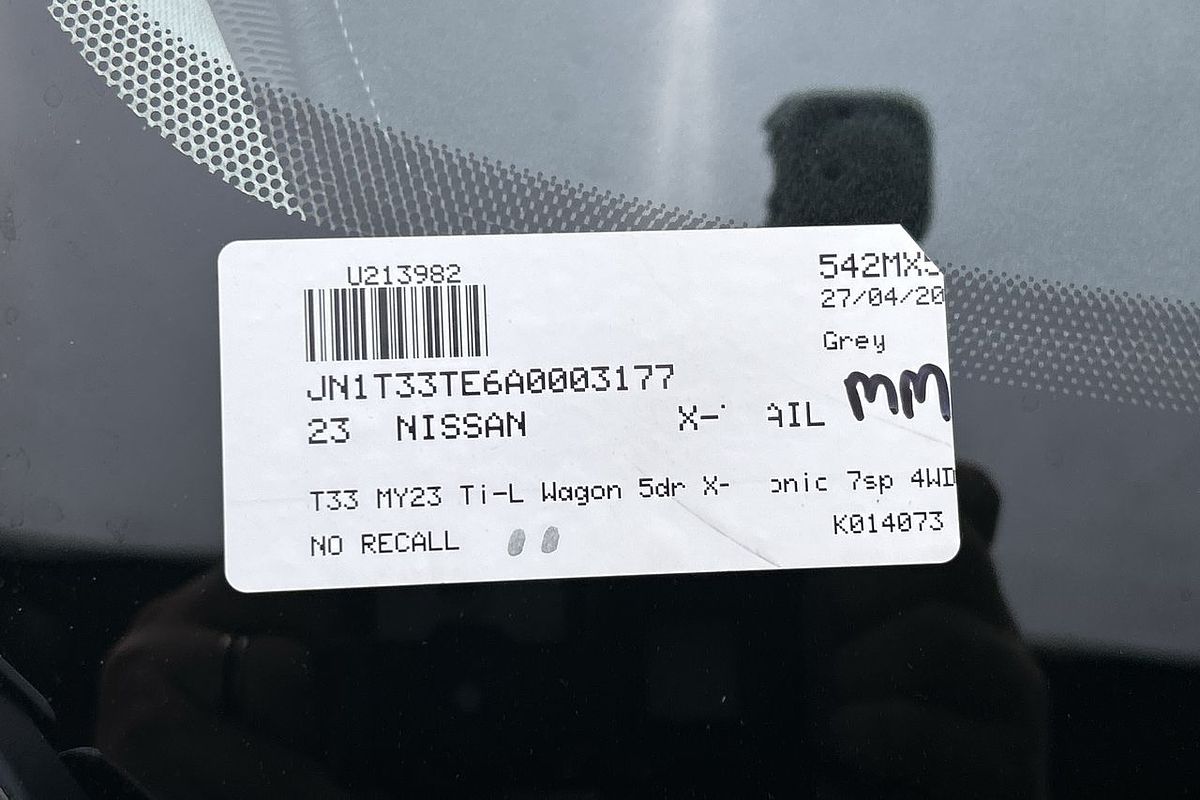 U213982
542MX5
27/04/20
Grey
JN1T33TE6A0003177
MM
23 NISSAN X-T AIL
T33 MY23 Ti-L Wagon 5dr X- onic 7sp 4WD
K014073
NO RECALL